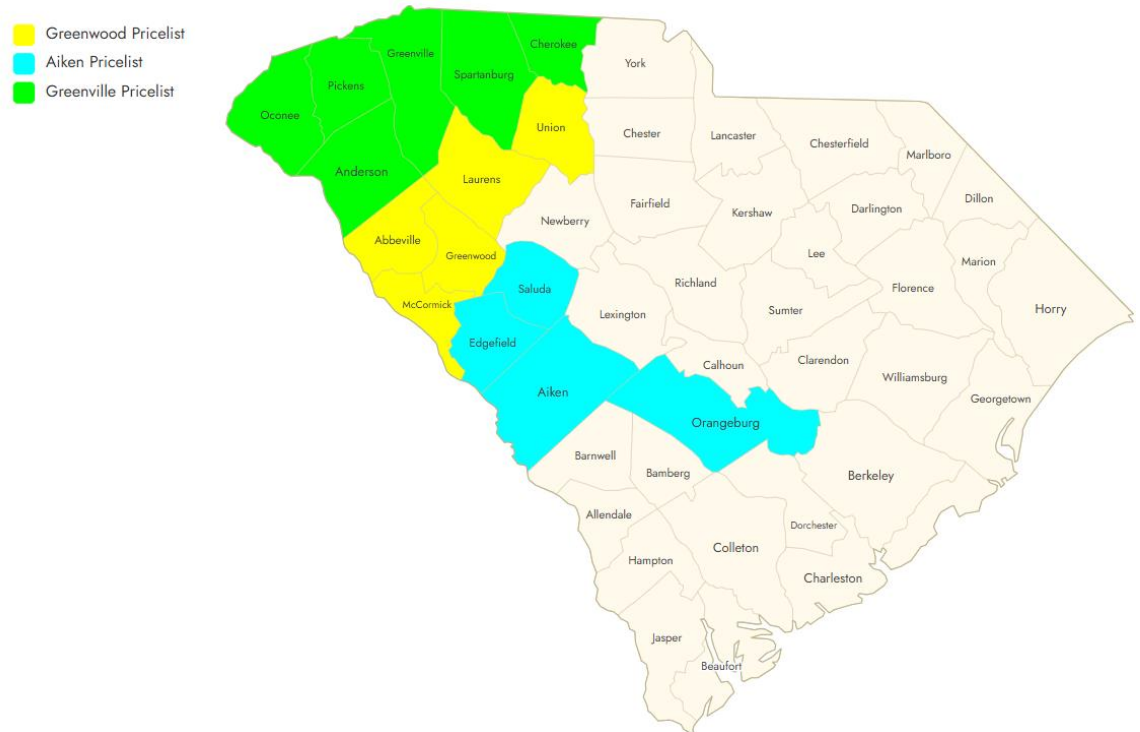 Greenwood Pricelist
Aiken Pricelist
Greenville Pricelist
Cherokee
Greenville
York
Spartanburg
Pickens
Oconee
Union
Chester
Lancaster
Chesterfield
Marlboro
Anderson
Laurens
Dillon
Fairfield
Kershaw
Darlington
Newberry
Abbeville
Greenwood
Lee
Marion
Richland
Saluda
Florence
McCormick
Lexington
Sumter
Horry
Edgefield
Calhoun
Clarendon
Williamsburg
Aiken
Georgetown
Orangeburg
Barnwell
Bamberg
Berkeley
Allendale
Dorchester
Colleton
Hampton
Charleston
Jasper
Beaufort